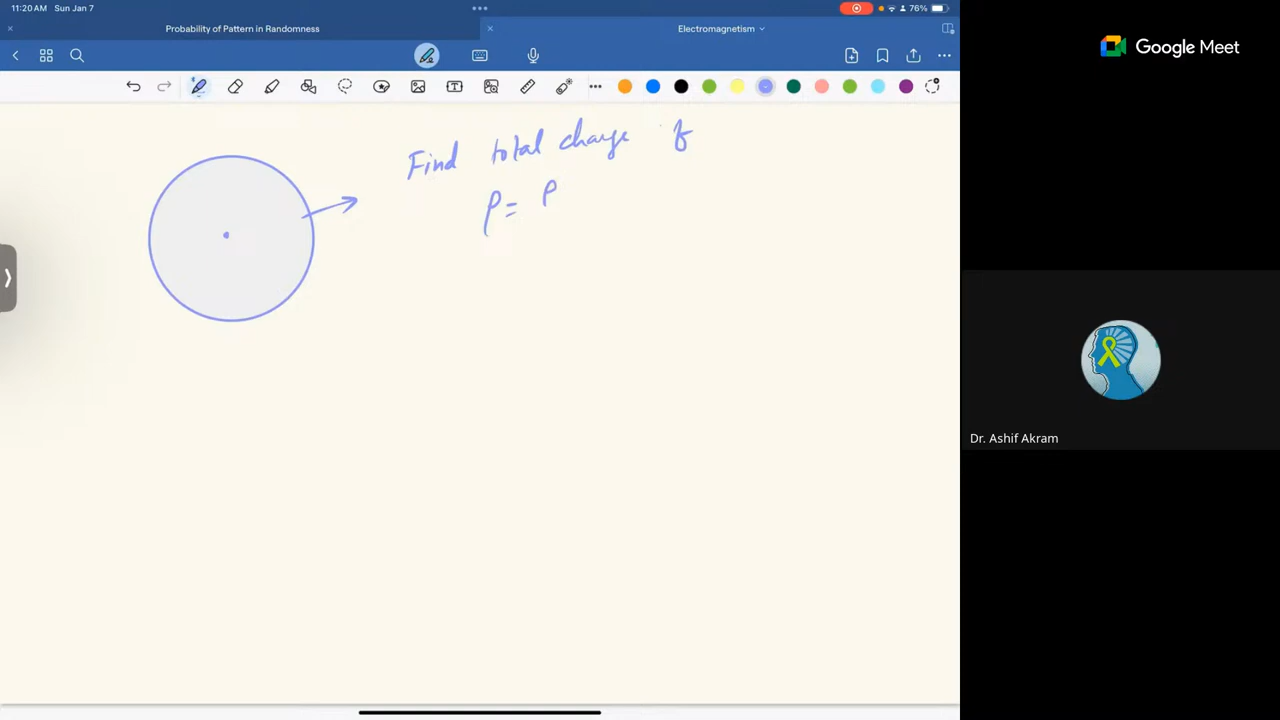 11:20 AM Sun Jan 7
76%
Probability of Pattern in Randomness
Electromagnetism
Google Meet
Find total charge if
ρ = ρ
Dr. Ashif Akram